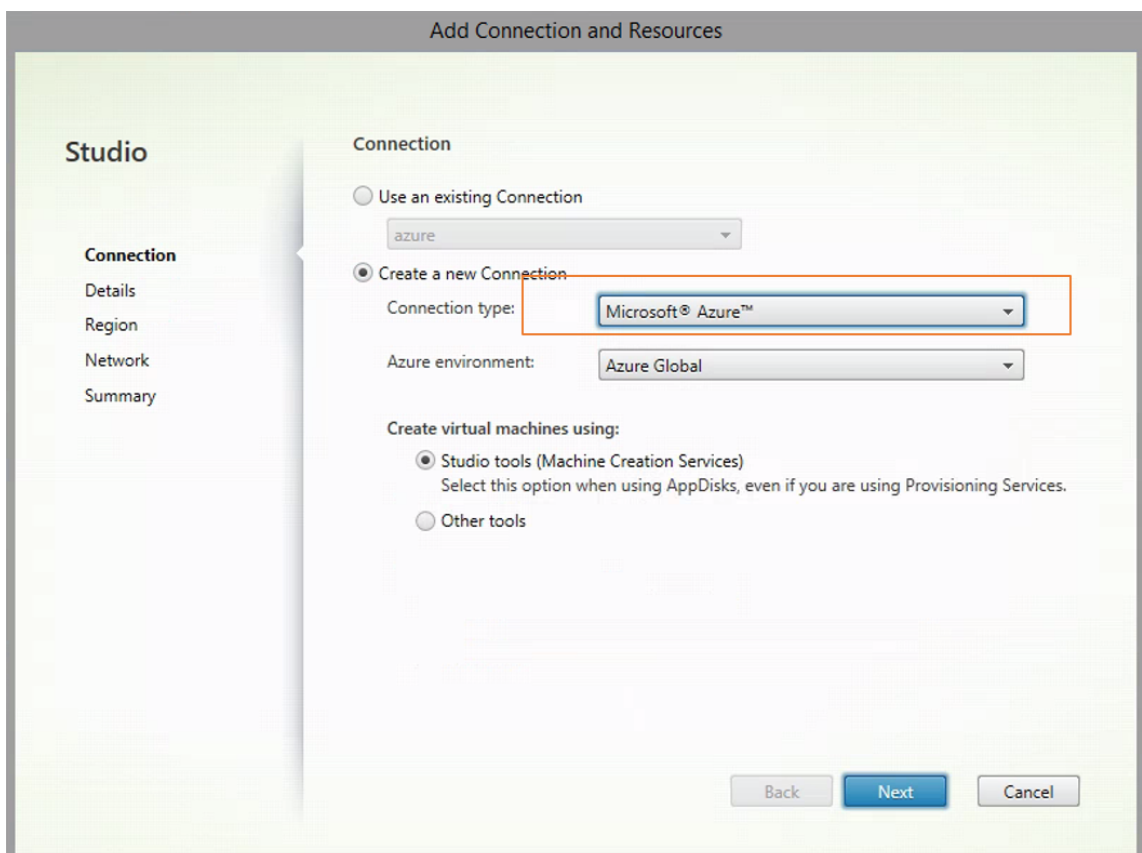 Add Connection and Resources
Studio
Connection
Details
Region
Network
Summary
Connection
Use an existing Connection
azure
Create a new Connection
Connection type:
Microsoft® Azure™
Azure environment:
Azure Global
Create virtual machines using:
Studio tools (Machine Creation Services)
Select this option when using AppDisks, even if you are using Provisioning Services.
Other tools
Back
Next
Cancel